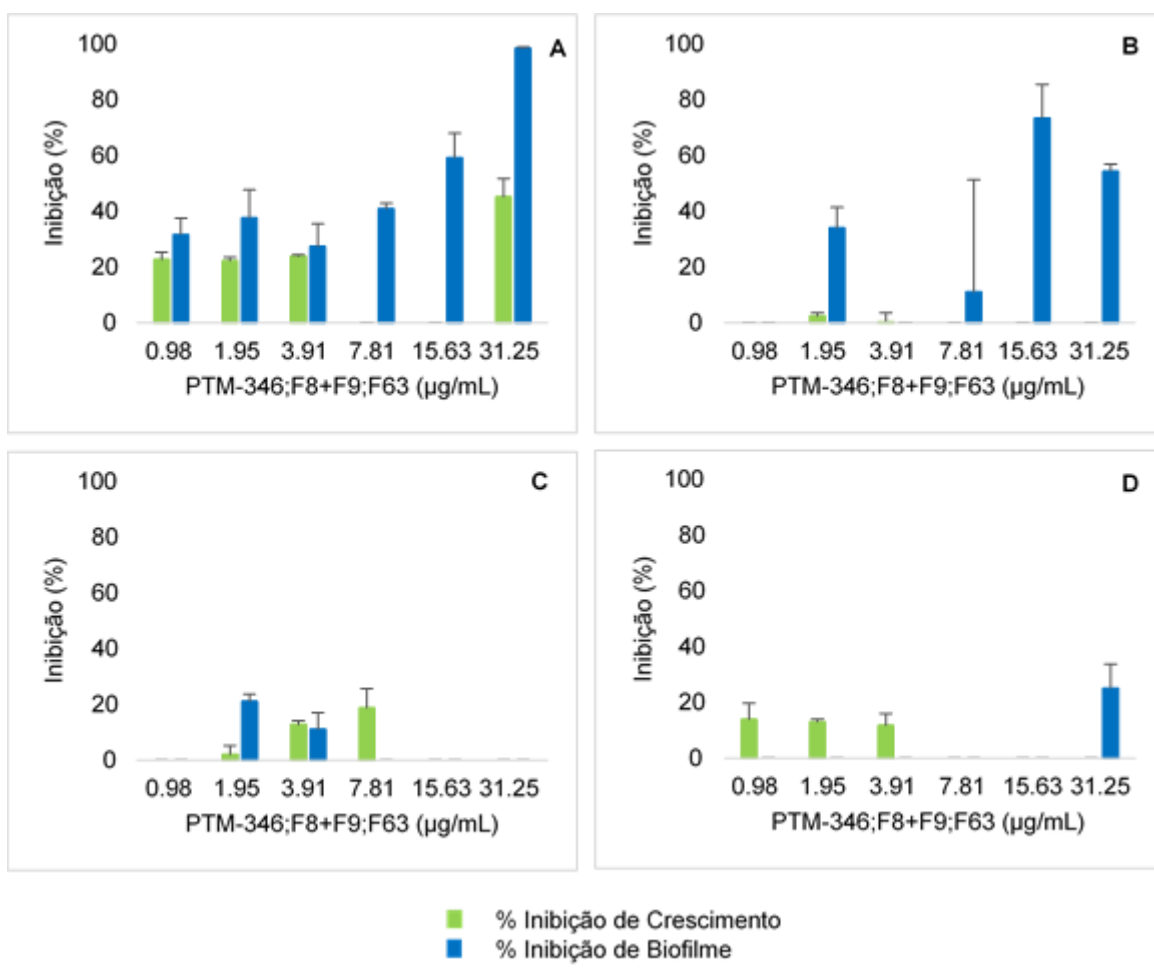 A
100
80
60
40
20
0
Inibição (%)
0.98 1.95 3.91 7.81 15.63 31.25
PTM-346;F8+F9;F63 (µg/mL)
B
100
80
60
40
20
0
Inibição (%)
0.98 1.95 3.91 7.81 15.63 31.25
PTM-346;F8+F9;F63 (µg/mL)
C
100
80
60
40
20
0
Inibição (%)
0.98 1.95 3.91 7.81 15.63 31.25
PTM-346;F8+F9;F63 (µg/mL)
D
100
80
60
40
20
0
Inibição (%)
0.98 1.95 3.91 7.81 15.63 31.25
PTM-346;F8+F9;F63 (µg/mL)
% Inibição de Crescimento
% Inibição de Biofilme